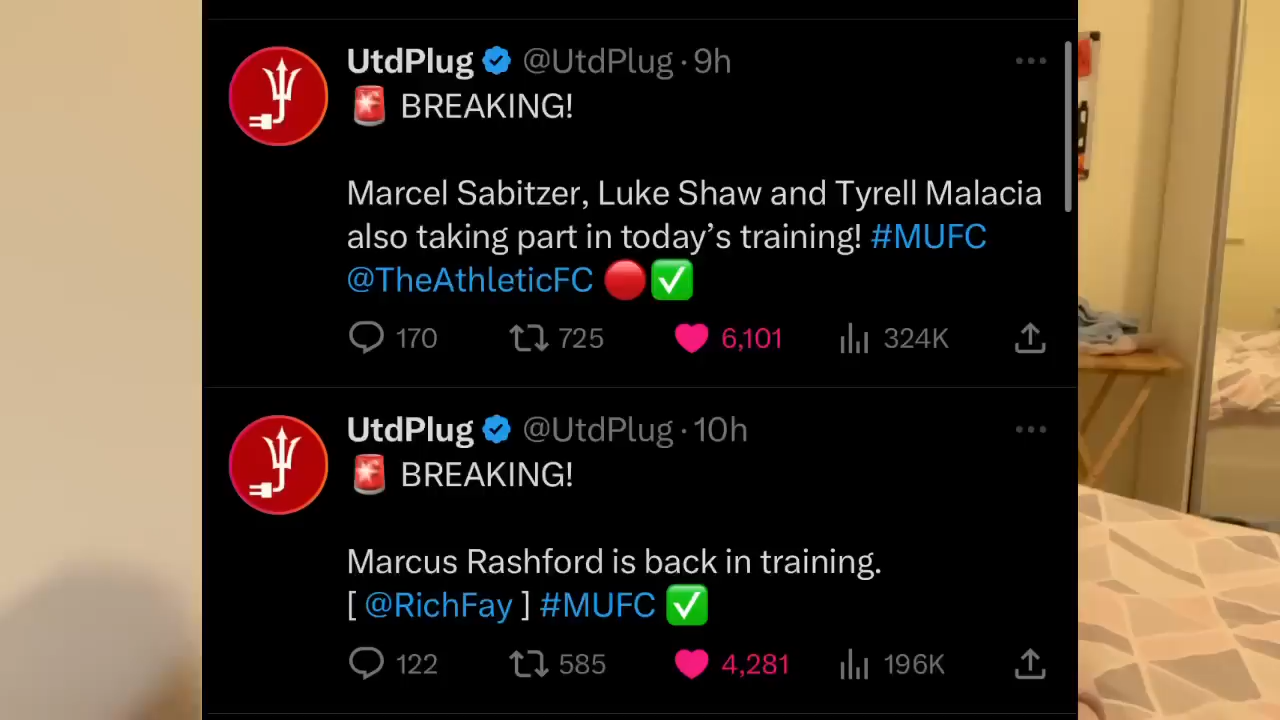 UtdPlug @UtdPlug · 9h
🚨 BREAKING!
Marcel Sabitzer, Luke Shaw and Tyrell Malacia
also taking part in today’s training! #MUFC
@TheAthleticFC 🔴✅
170 725 6,101 324K
UtdPlug @UtdPlug · 10h
🚨 BREAKING!
Marcus Rashford is back in training.
[ @RichFay ] #MUFC ✅
122 585 4,281 196K